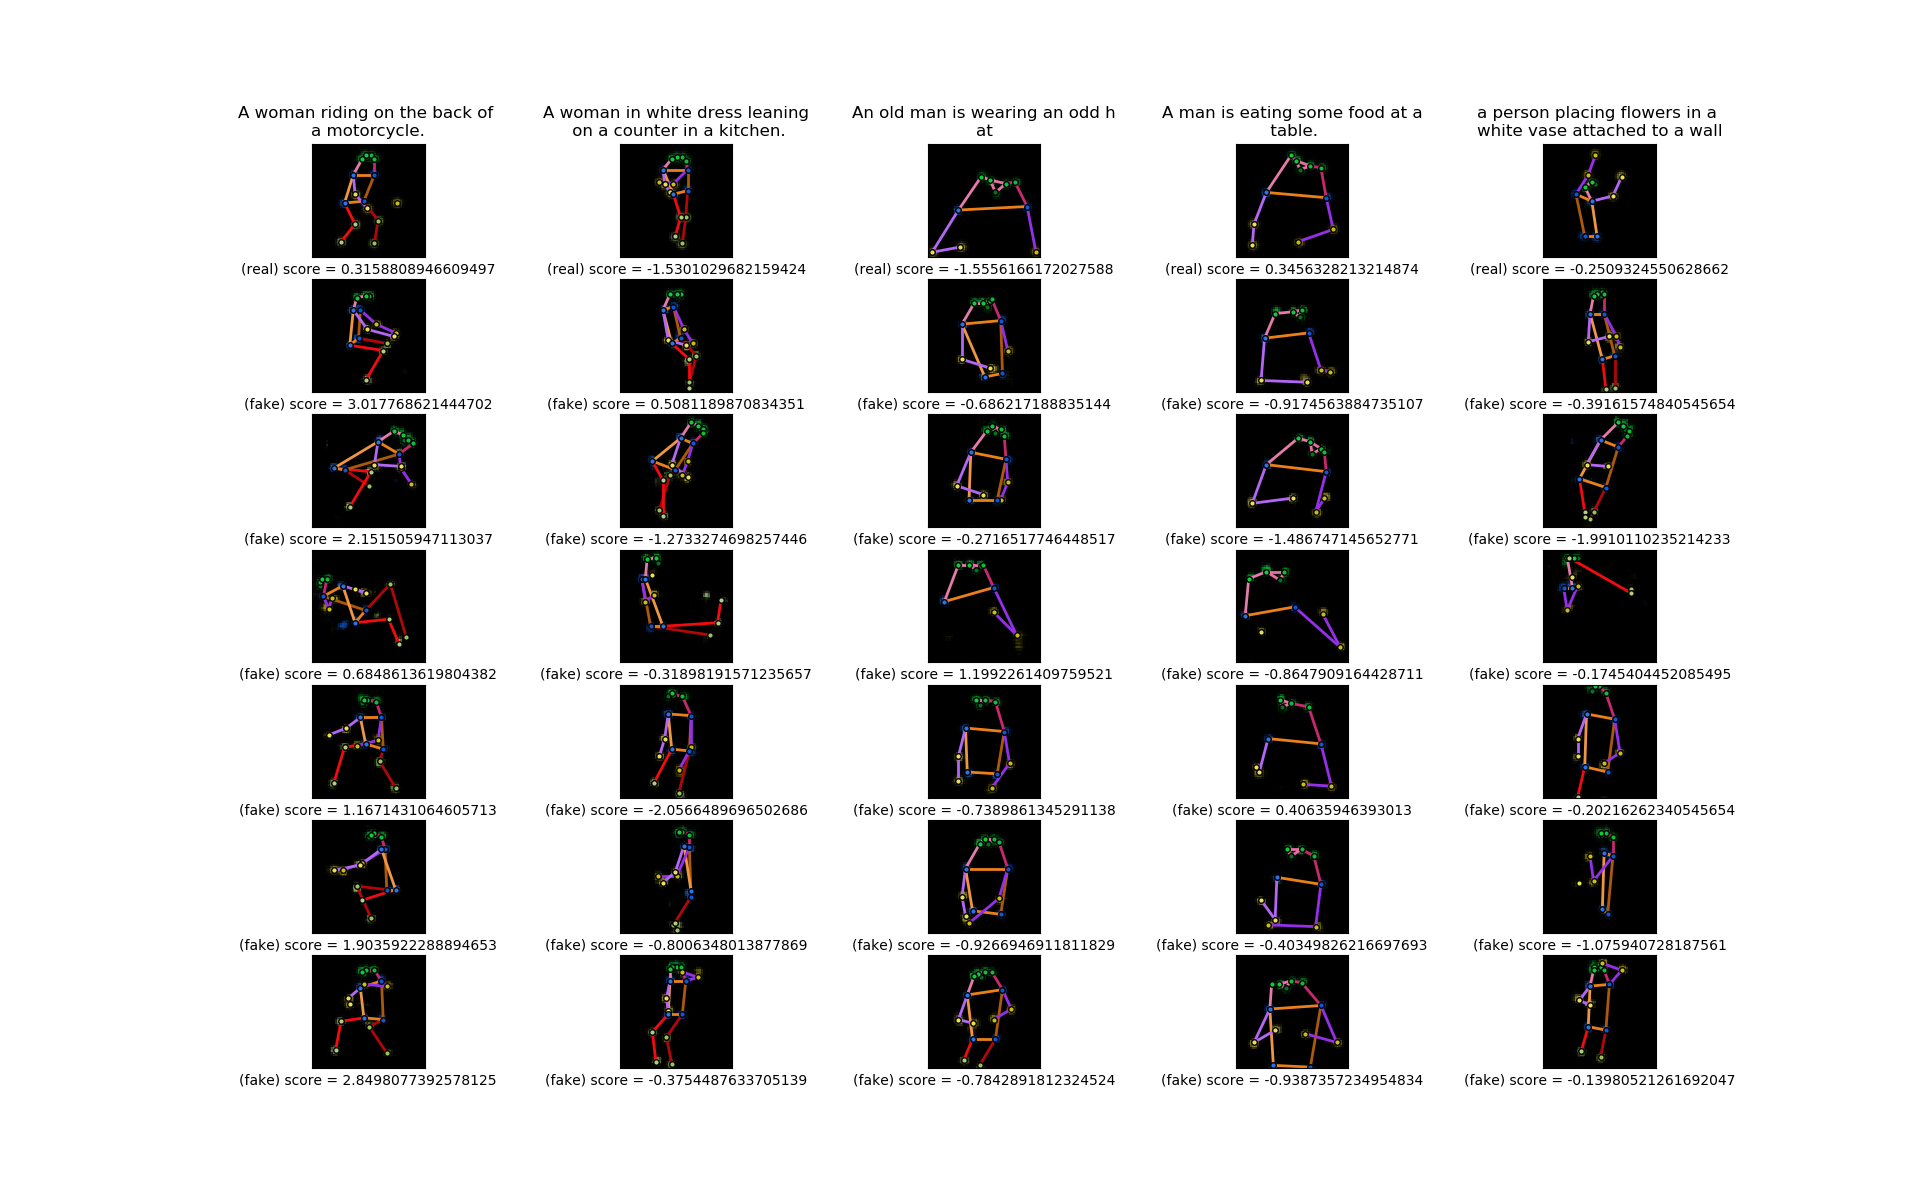 A woman riding on the back of
a motorcycle.
A woman in white dress leaning
on a counter in a kitchen.
An old man is wearing an odd h
at
A man is eating some food at a
table.
a person placing flowers in a
white vase attached to a wall
(real) score = 0.3158808946609497
(real) score = -1.5301029682159424
(real) score = -1.5556166172027588
(real) score = 0.3456328213214874
(real) score = -0.2509324550628662
(fake) score = 3.017768621444702
(fake) score = 0.5081189870834351
(fake) score = -0.686217188835144
(fake) score = -0.9174563884735107
(fake) score = -0.39161574840545654
(fake) score = 2.151505947113037
(fake) score = -1.2733274698257446
(fake) score = -0.2716517746448517
(fake) score = -1.486747145652771
(fake) score = -1.9910110235214233
(fake) score = 0.6848613619804382
(fake) score = -0.31898191571235657
(fake) score = 1.1992261409759521
(fake) score = -0.8647909164428711
(fake) score = -0.1745404452085495
(fake) score = 1.1671431064605713
(fake) score = -2.0566489696502686
(fake) score = -0.7389861345291138
(fake) score = 0.40635946393013
(fake) score = -0.20216262340545654
(fake) score = 1.9035922288894653
(fake) score = -0.8006348013877869
(fake) score = -0.9266946911811829
(fake) score = -0.40349826216697693
(fake) score = -1.075940728187561
(fake) score = 2.8498077392578125
(fake) score = -0.3754487633705139
(fake) score = -0.7842891812324524
(fake) score = -0.9387357234954834
(fake) score = -0.13980521261692047